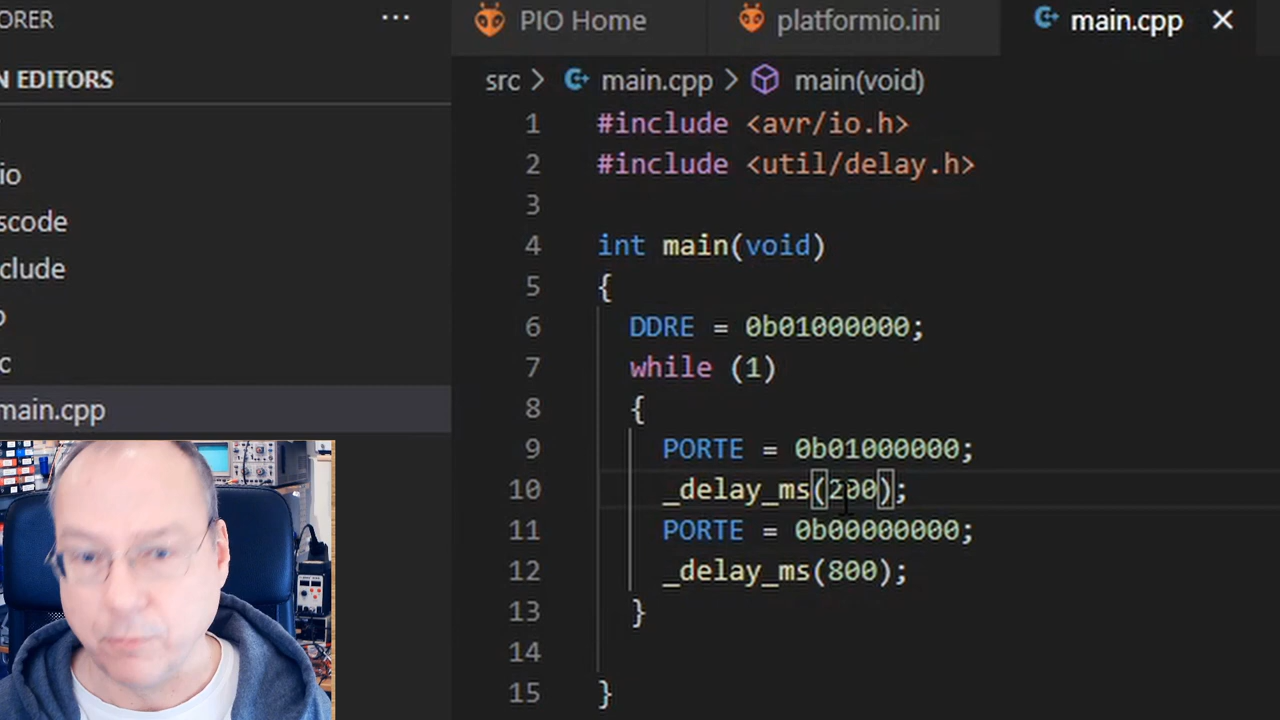 ORER
...
PIO Home
platformio.ini
main.cpp
N EDITORS
src > main.cpp > main(void)
io
scode
clude
c
main.cpp
1 #include <avr/io.h>
2 #include <util/delay.h>
3
4 int main(void)
5 {
6 DDRE = 0b01000000;
7 while (1)
8 {
9 PORTE = 0b01000000;
10 _delay_ms(200);
11 PORTE = 0b00000000;
12 _delay_ms(800);
13 }
14
15 }